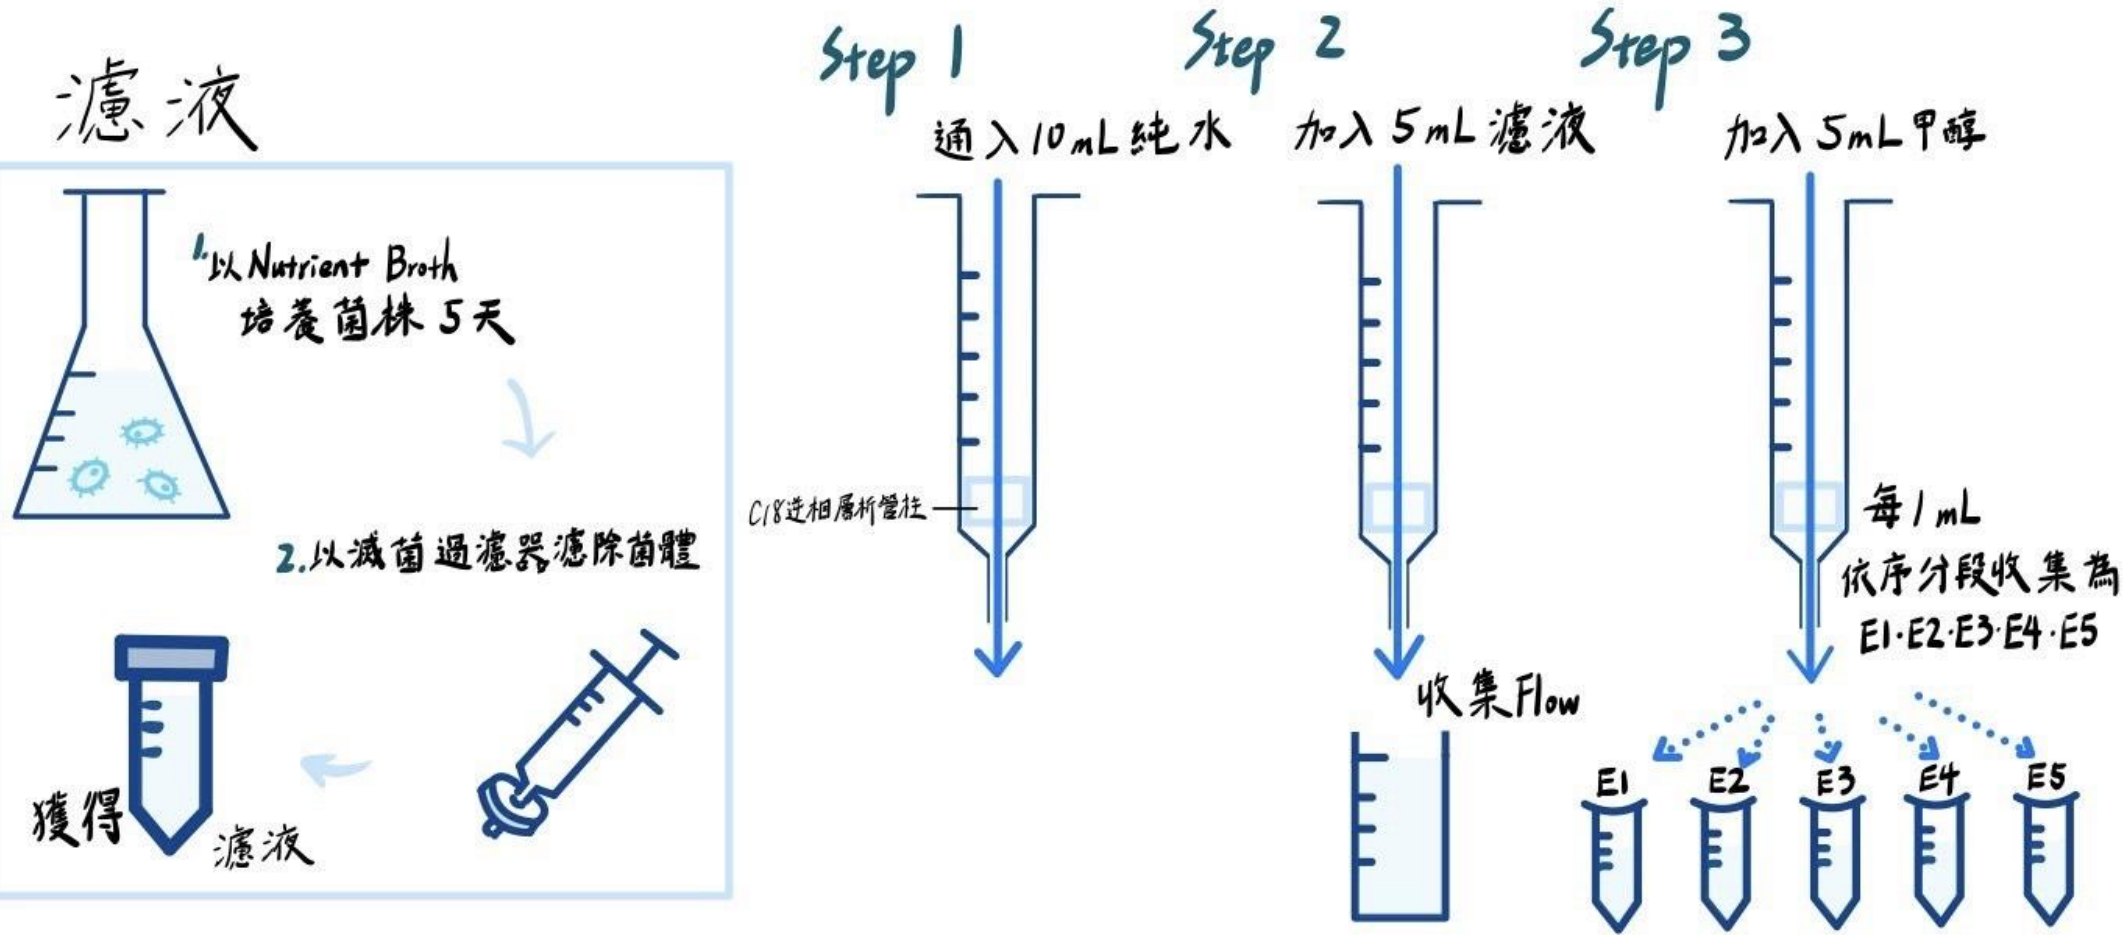 濾液
1.以Nutrient Broth
培養菌株5天
2.以滅菌過濾器濾除菌體
獲得
濾液
Step 1
通入10mL純水
C18逆相層析管柱
Step 2
加入5mL濾液
收集Flow
Step 3
加入5mL甲醇
每1mL
依序分段收集為
E1·E2·E3·E4·E5
E1
E2
E3
E4
E5